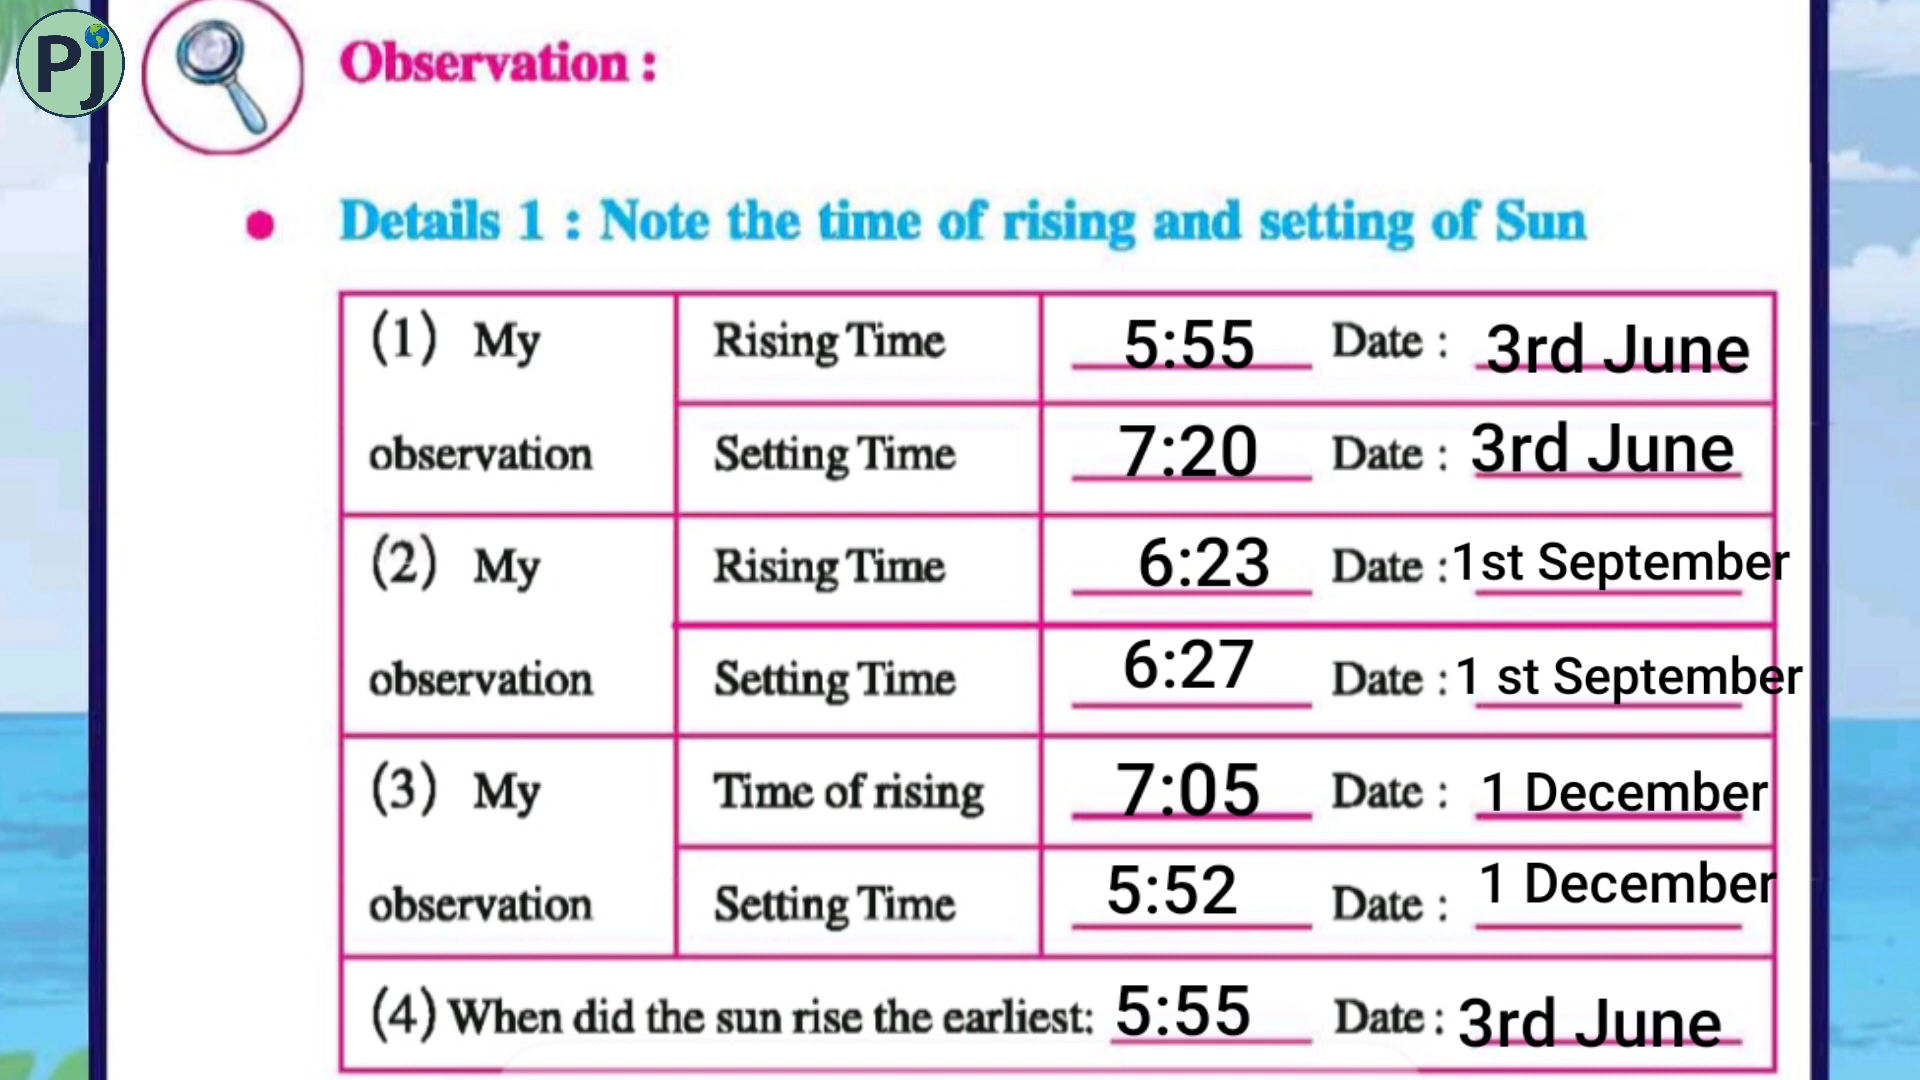 Pj
Observation :
Details 1 : Note the time of rising and setting of Sun
(1) My observation
Rising Time 5:55 Date : 3rd June
Setting Time 7:20 Date : 3rd June
(2) My observation
Rising Time 6:23 Date : 1st September
Setting Time 6:27 Date : 1 st September
(3) My observation
Time of rising 7:05 Date : 1 December
Setting Time 5:52 Date : 1 December
(4) When did the sun rise the earliest: 5:55 Date : 3rd June